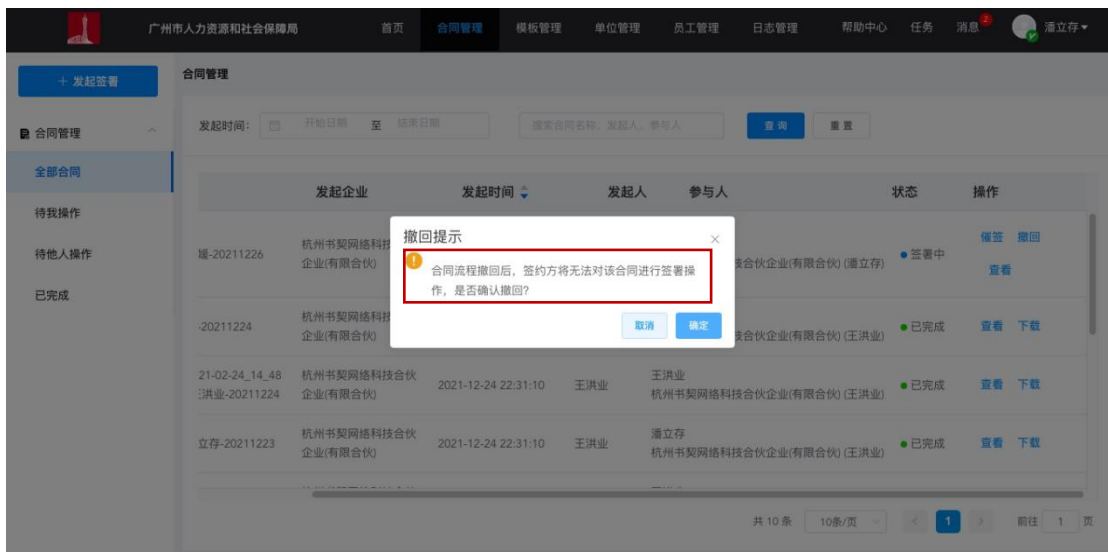 广州市人力资源和社会保障局 首页 合同管理 模板管理 单位管理 员工管理 日志管理 帮助中心 任务 消息 2 潘立存
+ 发起签署
合同管理
全部合同
待我操作
待他人操作
已完成
合同管理
发起时间： 开始日期 至 结束日期 搜索合同名称、发起人、参与人 查询 重置
发起企业 发起时间 发起人 参与人 状态 操作
撤回提示
合同流程撤回后，签约方将无法对该合同进行签署操
作，是否确认撤回？
取消 确定
-20211226 杭州书契网络科技
企业(有限合伙) 技合伙企业(有限合伙) (潘立存) 签署中 催签 撤回
查看
-20211224 杭州书契网络科技
企业(有限合伙) 技合伙企业(有限合伙) (王洪业) 已完成 查看 下载
21-02-24_14_48 杭州书契网络科技合伙 王洪业
洪业-20211224 企业(有限合伙) 2021-12-24 22:31:10 王洪业 杭州书契网络科技合伙企业(有限合伙) (王洪业) 已完成 查看 下载
杭州书契网络科技合伙 潘立存
立存-20211223 企业(有限合伙) 2021-12-24 22:31:10 王洪业 杭州书契网络科技合伙企业(有限合伙) (王洪业) 已完成 查看 下载
共 10 条 10条/页 < 1 > 前往 1 页